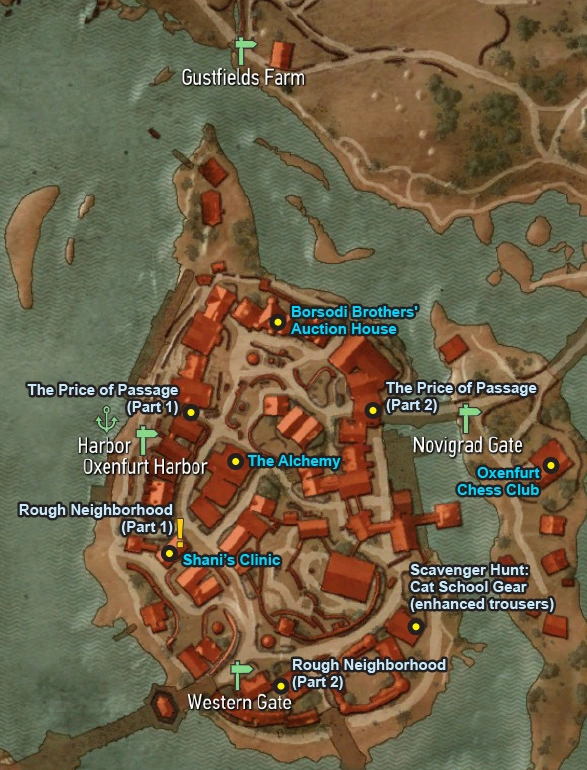 Gustfields Farm
Borsodi Brothers'
Auction House
The Price of Passage
(Part 1)
The Price of Passage
(Part 2)
Harbor
Oxenfurt Harbor
Novigrad Gate
The Alchemy
Oxenfurt
Chess Club
Rough Neighborhood
(Part 1)
Shani's Clinic
Scavenger Hunt:
Cat School Gear
(enhanced trousers)
Rough Neighborhood
(Part 2)
Western Gate